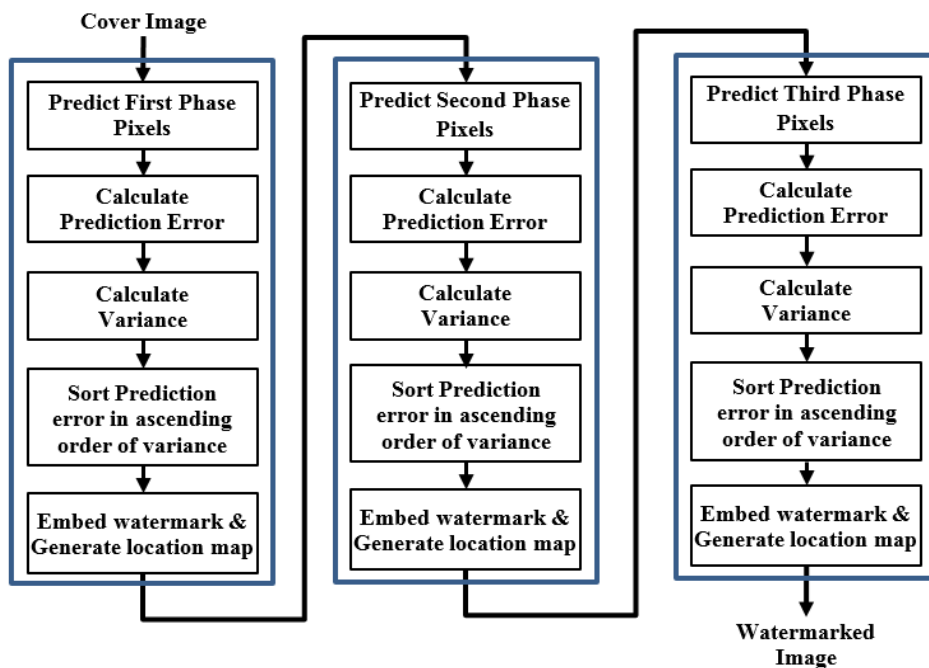 Cover Image
Predict First Phase
Pixels
Calculate
Prediction Error
Calculate
Variance
Sort Prediction
error in ascending
order of variance
Embed watermark &
Generate location map
Predict Second Phase
Pixels
Calculate
Prediction Error
Calculate
Variance
Sort Prediction
error in ascending
order of variance
Embed watermark &
Generate location map
Predict Third Phase
Pixels
Calculate
Prediction Error
Calculate
Variance
Sort Prediction
error in ascending
order of variance
Embed watermark &
Generate location map
Watermarked
Image